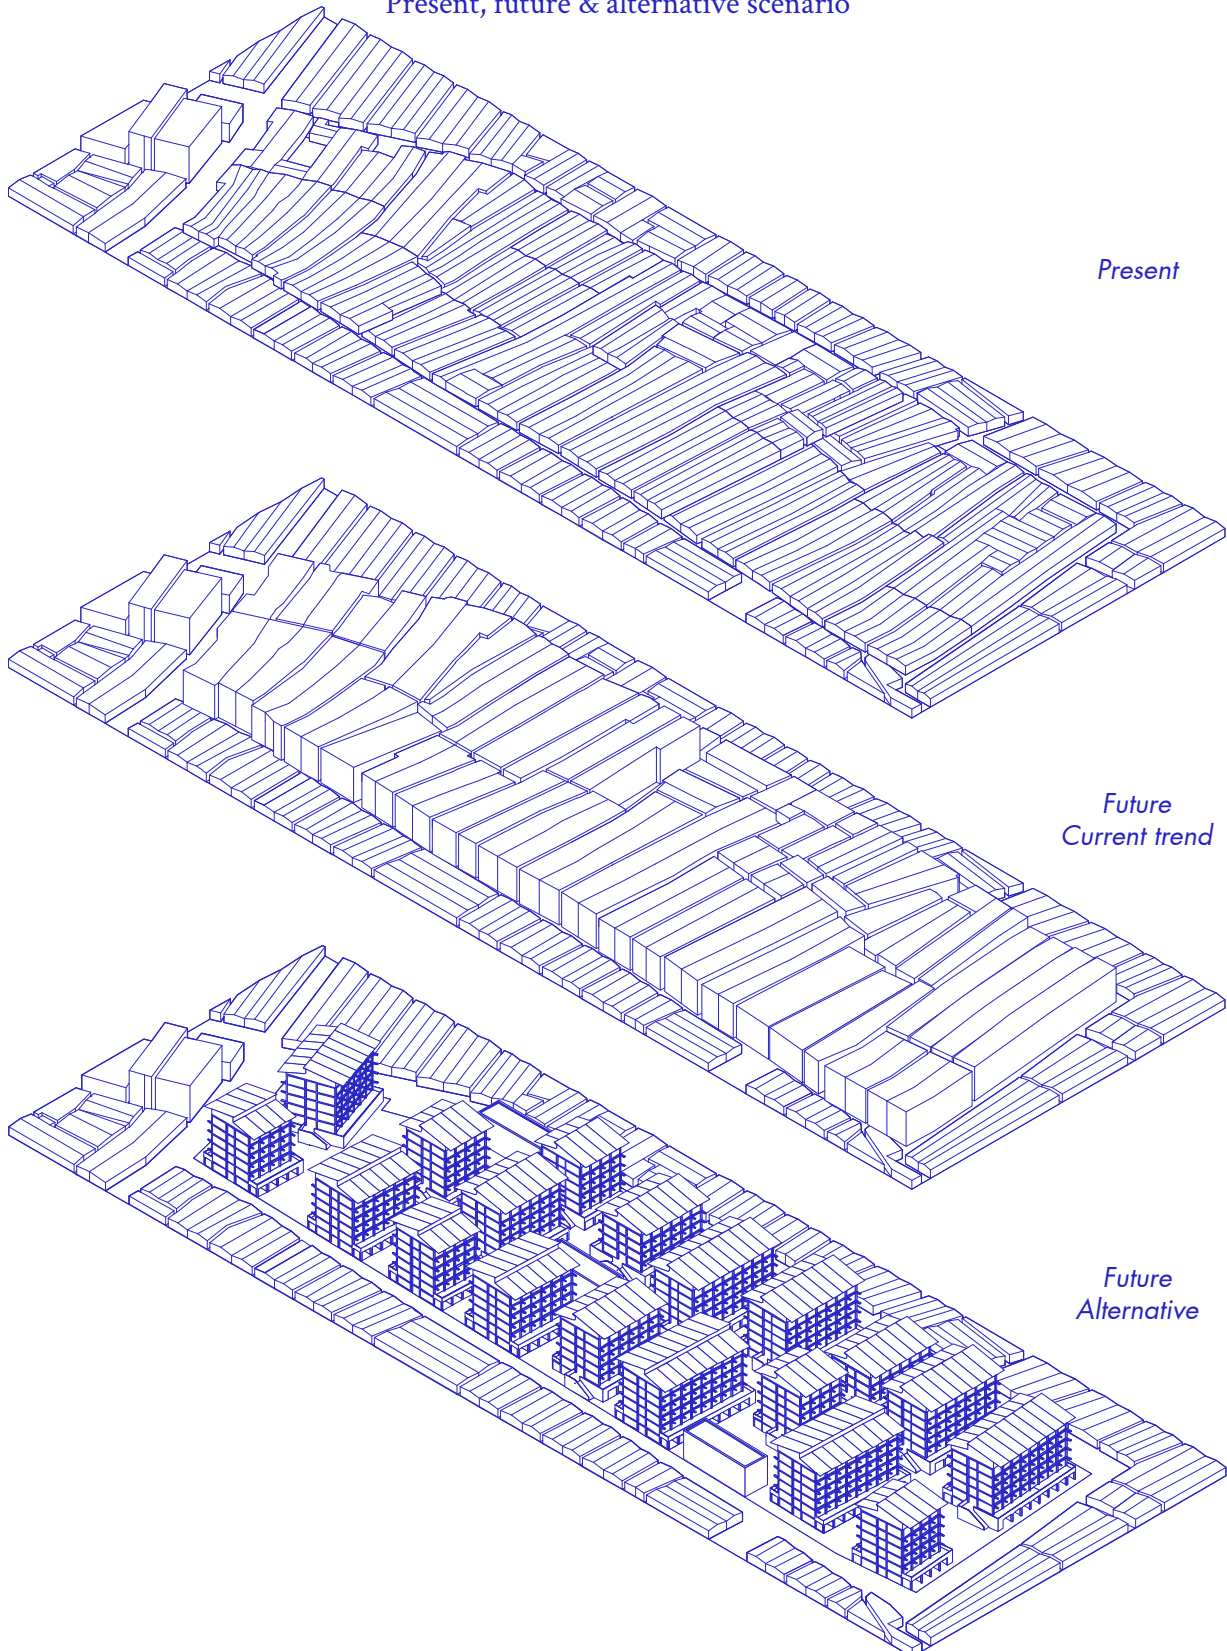 Present, future & alternative scenario
Present
Future
Current trend
Future
Alternative